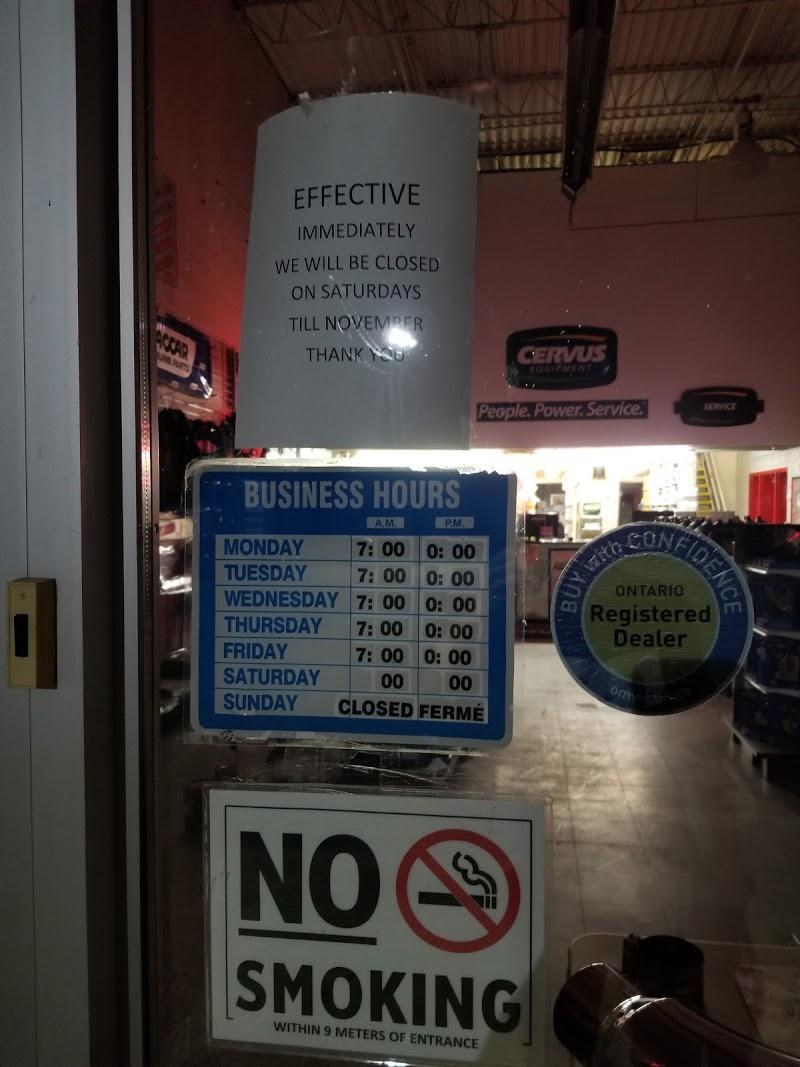 EFFECTIVE
IMMEDIATELY
WE WILL BE CLOSED
ON SATURDAYS
TILL NOVEMBER
THANK YOU
CERVUS
EQUIPMENT
People. Power. Service.
SERVICE
BUSINESS HOURS
A.M. P.M.
MONDAY 7: 00 0: 00
TUESDAY 7: 00 0: 00
WEDNESDAY 7: 00 0: 00
THURSDAY 7: 00 0: 00
FRIDAY 7: 00 0: 00
SATURDAY 00 00
SUNDAY CLOSED FERMÉ
BUY with CONFIDENCE
ONTARIO
Registered
Dealer
NO
SMOKING
WITHIN 9 METERS OF ENTRANCE